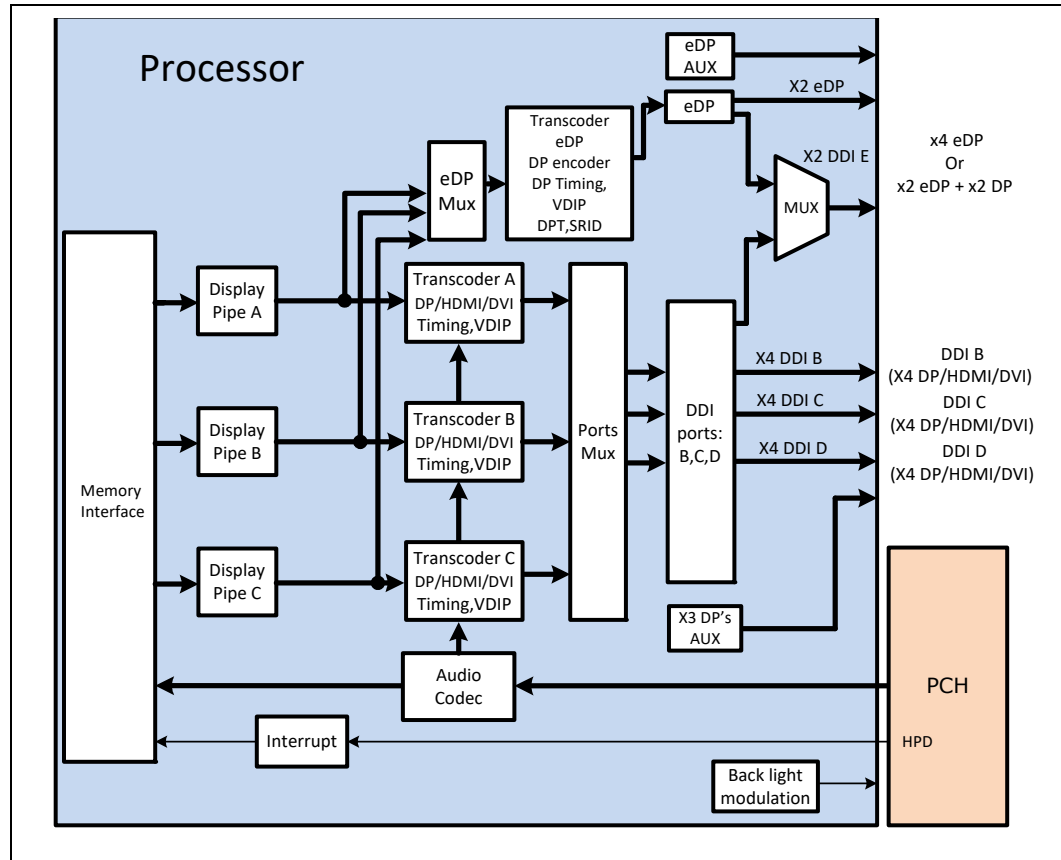 Processor
eDP
AUX
X2 eDP
eDP
Transcoder
eDP
DP encoder
DP Timing,
VDIP
DPT,SRID
eDP
Mux
X2 DDI E
MUX
x4 eDP
Or
x2 eDP + x2 DP
Memory
Interface
Display
Pipe A
Transcoder A
DP/HDMI/DVI
Timing,VDIP
Display
Pipe B
Transcoder B
DP/HDMI/DVI
Timing,VDIP
Display
Pipe C
Transcoder C
DP/HDMI/DVI
Timing,VDIP
Ports
Mux
DDI
ports:
B,C,D
X4 DDI B
X4 DDI C
X4 DDI D
DDI B
(X4 DP/HDMI/DVI)
DDI C
(X4 DP/HDMI/DVI)
DDI D
(X4 DP/HDMI/DVI)
X3 DP’s
AUX
Audio
Codec
PCH
Interrupt
HPD
Back light
modulation